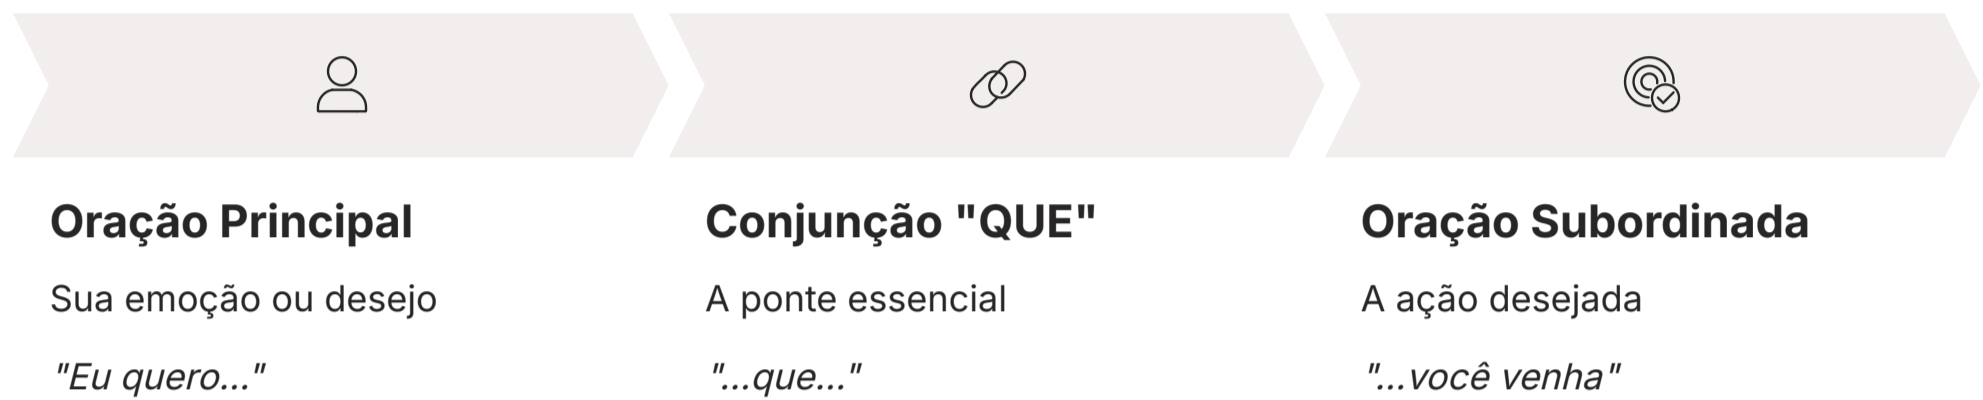 Oração Principal
Sua emoção ou desejo
"Eu quero..."
Conjunção "QUE"
A ponte essencial
"...que..."
Oração Subordinada
A ação desejada
"...você venha"